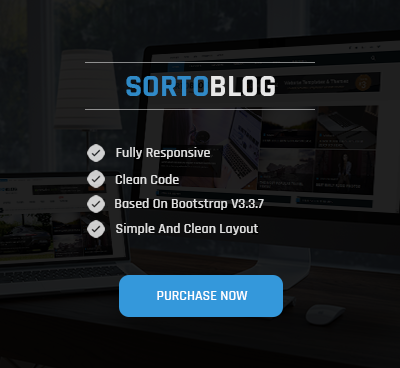 SORTOBLOG
Fully Responsive
Clean Code
Based On Bootstrap V3.3.7
Simple And Clean Layout
PURCHASE NOW